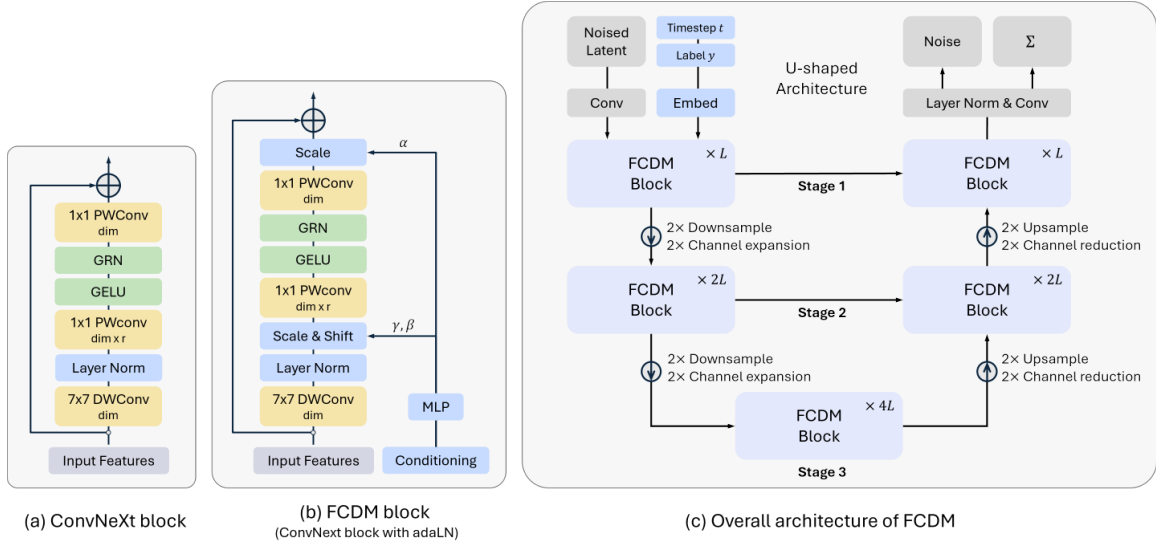 1x1 PWConv
dim
GRN
GELU
1x1 PWconv
dim x r
Layer Norm
7x7 DWConv
dim
Input Features
(a) ConvNeXt block
Scale
α
1x1 PWConv
dim
GRN
GELU
1x1 PWconv
dim x r
Scale & Shift
γ, β
Layer Norm
7x7 DWConv
dim
MLP
Input Features
Conditioning
(b) FCDM block
(ConvNext block with adaLN)
Noised
Latent
Timestep t
Label y
Conv
Embed
U-shaped
Architecture
Noise
Σ
Layer Norm & Conv
FCDM
Block
× L
Stage 1
FCDM
Block
× L
2× Downsample
2× Channel expansion
2× Upsample
2× Channel reduction
FCDM
Block
× 2L
Stage 2
FCDM
Block
× 2L
2× Downsample
2× Channel expansion
2× Upsample
2× Channel reduction
FCDM
Block
× 4L
Stage 3
(c) Overall architecture of FCDM